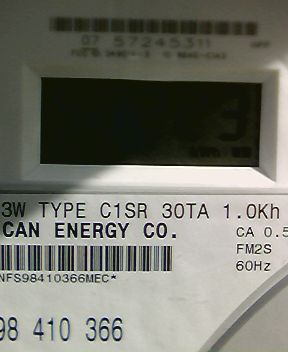 07 57245311
3
3W TYPE C1SR 30TA 1.0Kh
CAN ENERGY CO. CA 0.5
FM2S
60Hz
NFS98410366MEC*
98 410 366